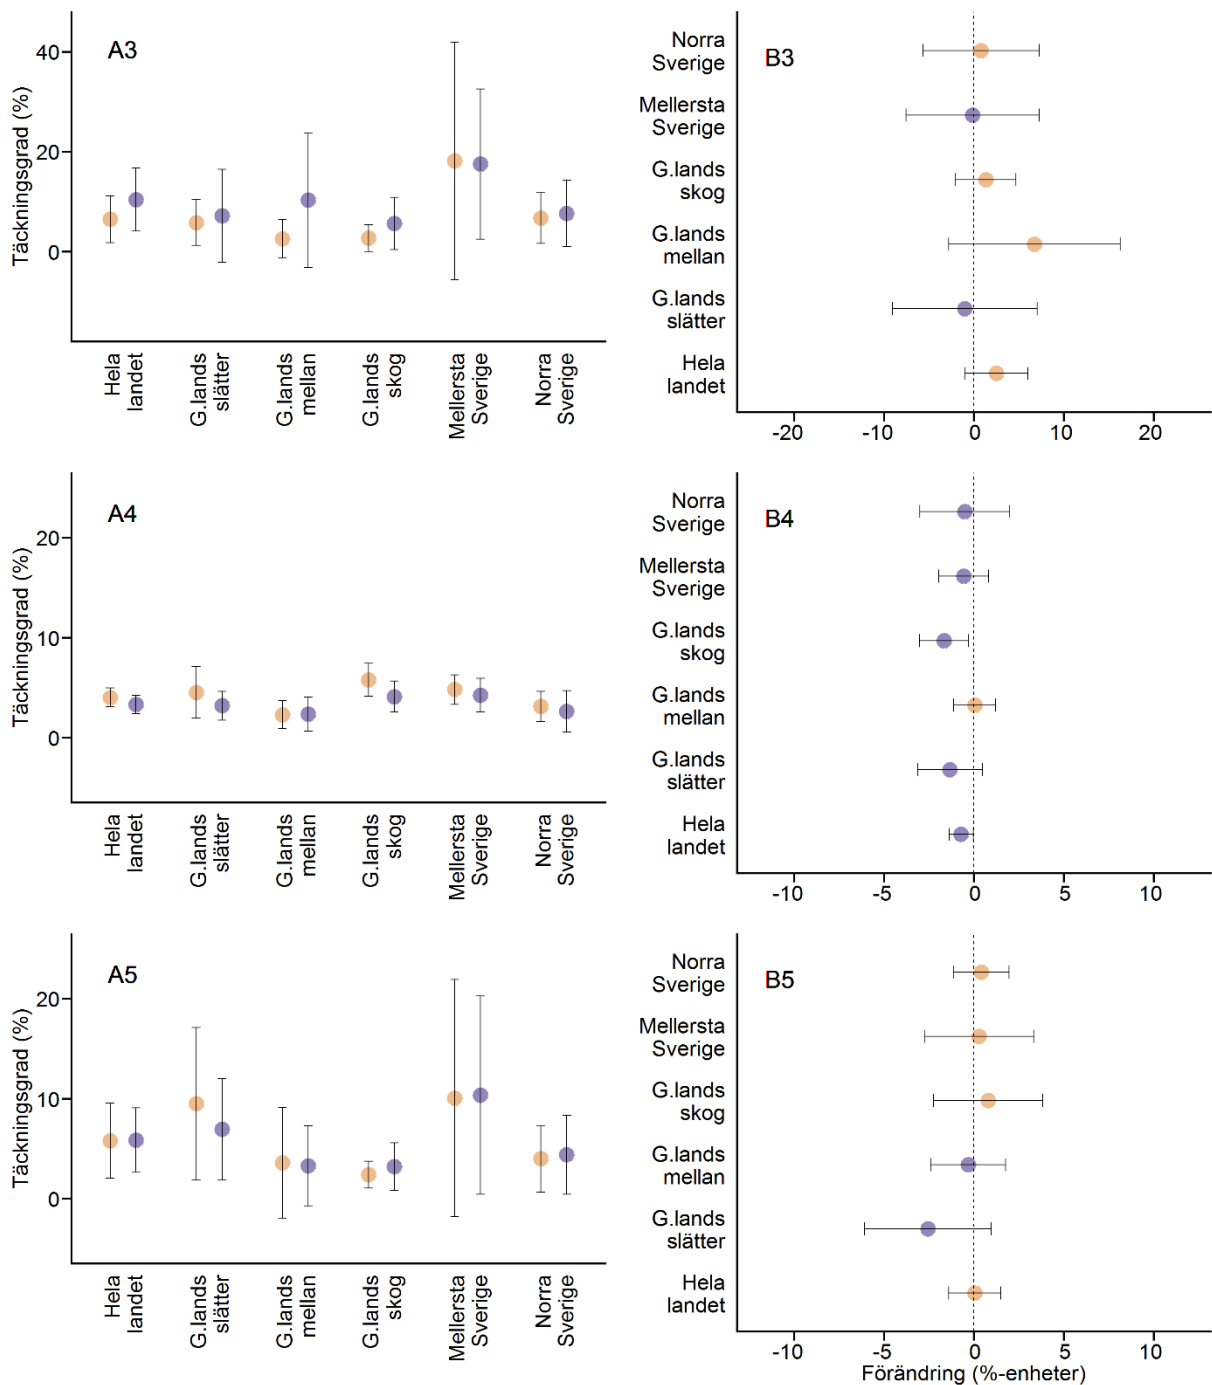 A3
Täckningsgrad (%)
40
20
0
Hela
landet
G.lands
slätter
G.lands
mellan
G.lands
skog
Mellersta
Sverige
Norra
Sverige
B3
Norra
Sverige
Mellersta
Sverige
G.lands
skog
G.lands
mellan
G.lands
slätter
Hela
landet
-20 -10 0 10 20
A4
Täckningsgrad (%)
20
10
0
Hela
landet
G.lands
slätter
G.lands
mellan
G.lands
skog
Mellersta
Sverige
Norra
Sverige
B4
Norra
Sverige
Mellersta
Sverige
G.lands
skog
G.lands
mellan
G.lands
slätter
Hela
landet
-10 -5 0 5 10
A5
Täckningsgrad (%)
20
10
0
Hela
landet
G.lands
slätter
G.lands
mellan
G.lands
skog
Mellersta
Sverige
Norra
Sverige
B5
Norra
Sverige
Mellersta
Sverige
G.lands
skog
G.lands
mellan
G.lands
slätter
Hela
landet
-10 -5 0 5 10
Förändring (%-enheter)